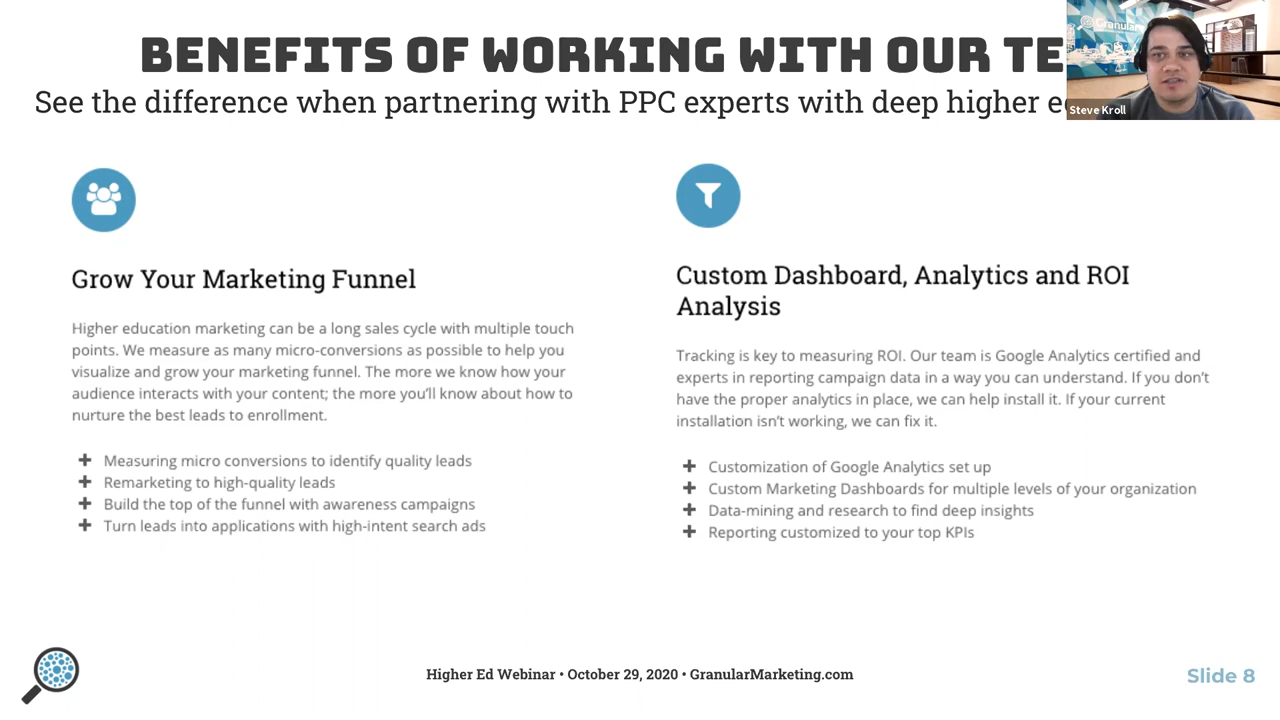 BENEFITS OF WORKING WITH OUR
See the difference when partnering with PPC experts with deep higher
Granular
Steve Kroll
Grow Your Marketing Funnel
Higher education marketing can be a long sales cycle with multiple touch
points. We measure as many micro-conversions as possible to help you
visualize and grow your marketing funnel. The more we know how your
audience interacts with your content; the more you'll know about how to
nurture the best leads to enrollment.
Measuring micro conversions to identify quality leads
Remarketing to high-quality leads
Build the top of the funnel with awareness campaigns
Turn leads into applications with high-intent search ads
Custom Dashboard, Analytics and ROI
Analysis
Tracking is key to measuring ROI. Our team is Google Analytics certified and
experts in reporting campaign data in a way you can understand. If you don't
have the proper analytics in place, we can help install it. If your current
installation isn't working, we can fix it.
Customization of Google Analytics set up
Custom Marketing Dashboards for multiple levels of your organization
Data-mining and research to find deep insights
Reporting customized to your top KPIs
Higher Ed Webinar • October 29, 2020 • GranularMarketing.com
Slide 8